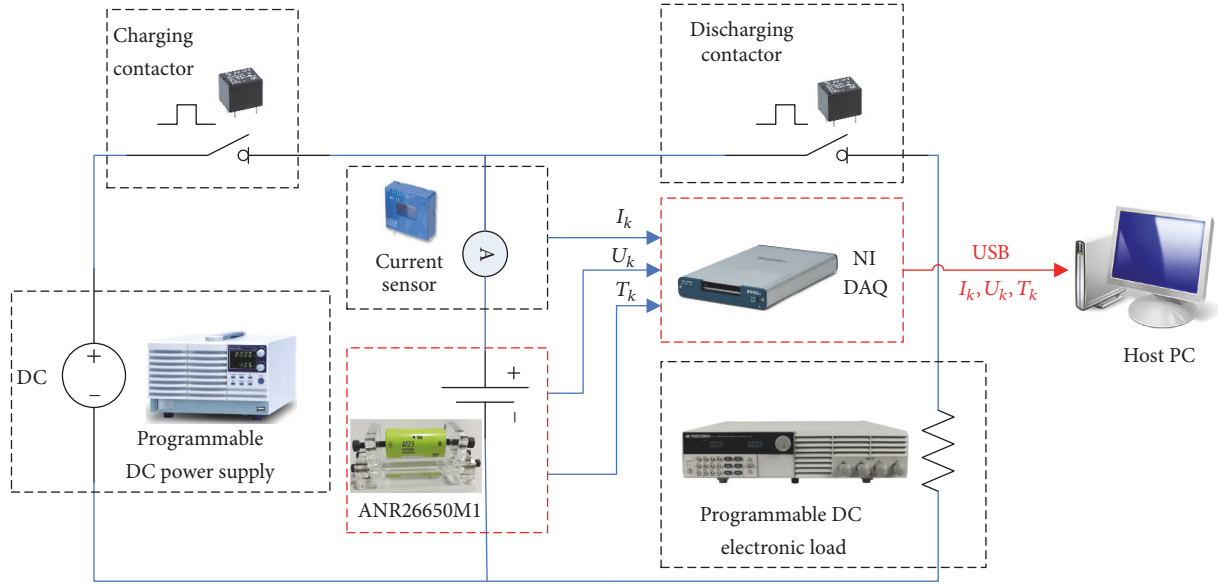 Charging
contactor
Discharging
contactor
Current
sensor
A
I_k
U_k
T_k
NI
DAQ
USB
I_k, U_k, T_k
Host PC
DC
+
−
Programmable
DC power supply
+
−
A123
ANR26650M1
Programmable DC
electronic load